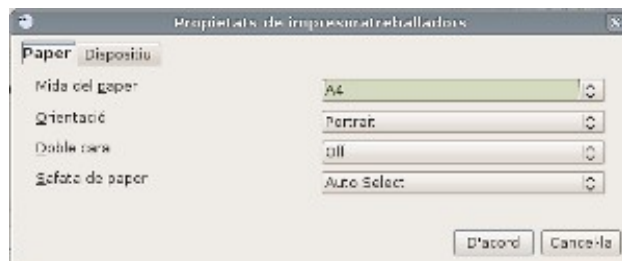 Propietats de impresmatreballadors
Paper Dispositiu
Mida del paper A4
Orientació Portrait
Doble cara Off
Safata de paper Auto Select
D'acord Cancel·la